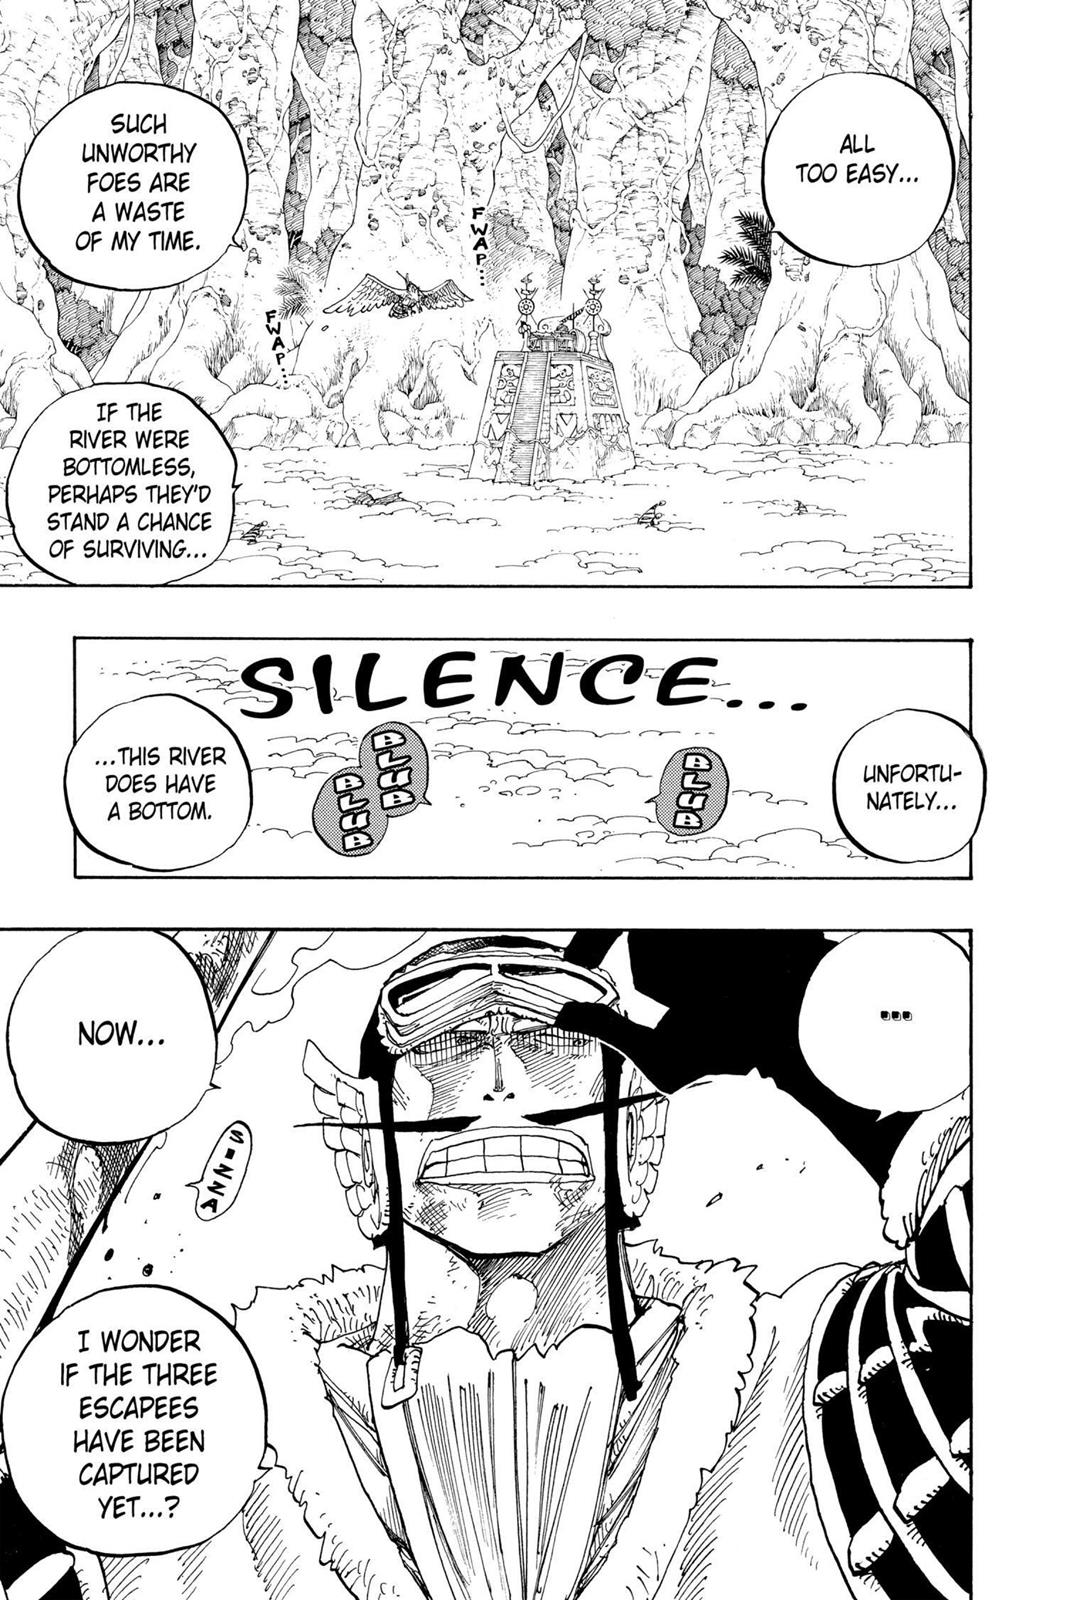 ALL
TOO EASY...
SUCH
UNWORTHY
FOES ARE
A WASTE
OF MY TIME.
FWAP...
FWAP...
IF THE
RIVER WERE
BOTTOMLESS,
PERHAPS THEY'D
STAND A CHANCE
OF SURVIVING...
SILENCE...
UNFORTU-
NATELY...
BLUB
BLUB
BLUB
...THIS RIVER
DOES HAVE
A BOTTOM.
...
NOW...
I WONDER
IF THE THREE
ESCAPEES
HAVE BEEN
CAPTURED
YET...?